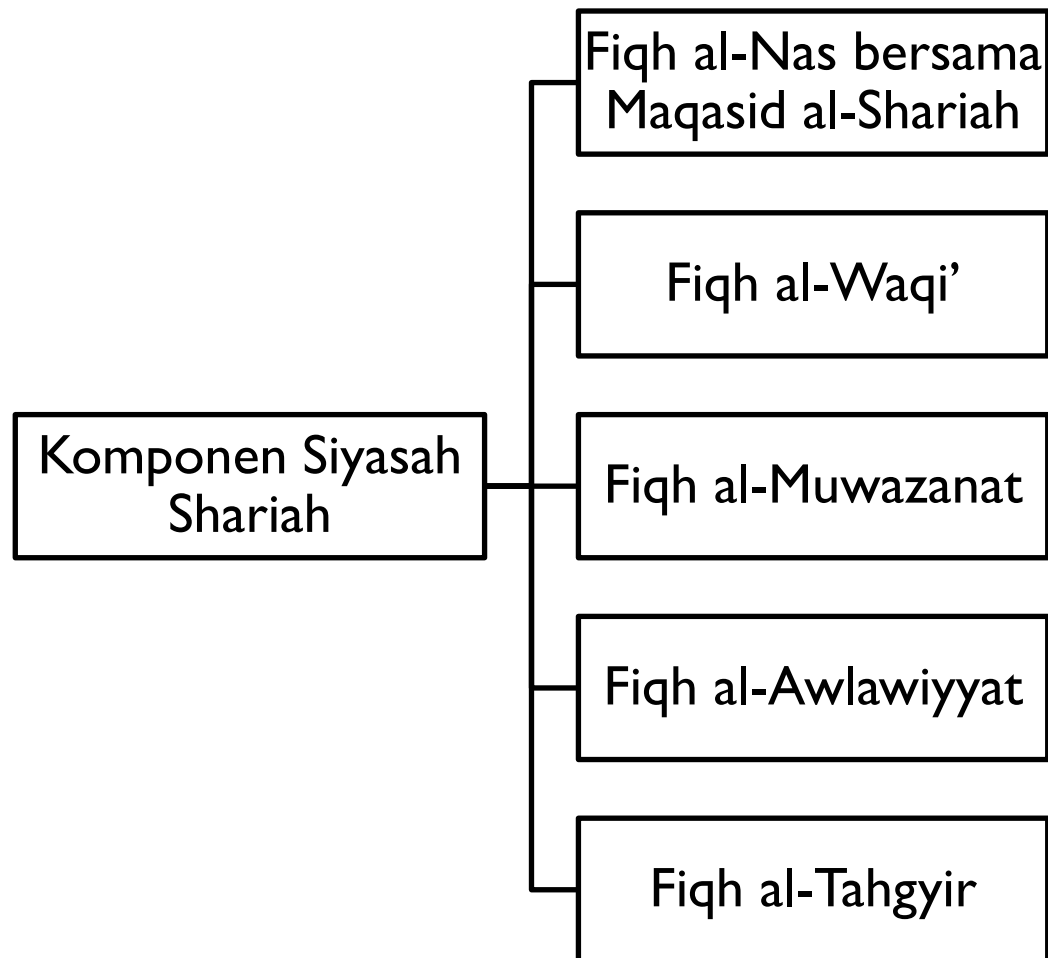 Fiqh al-Nas bersama
Maqasid al-Shariah
Fiqh al-Waqi’
Komponen Siyasah
Shariah
Fiqh al-Muwazanat
Fiqh al-Awlawiyyat
Fiqh al-Tahgyir